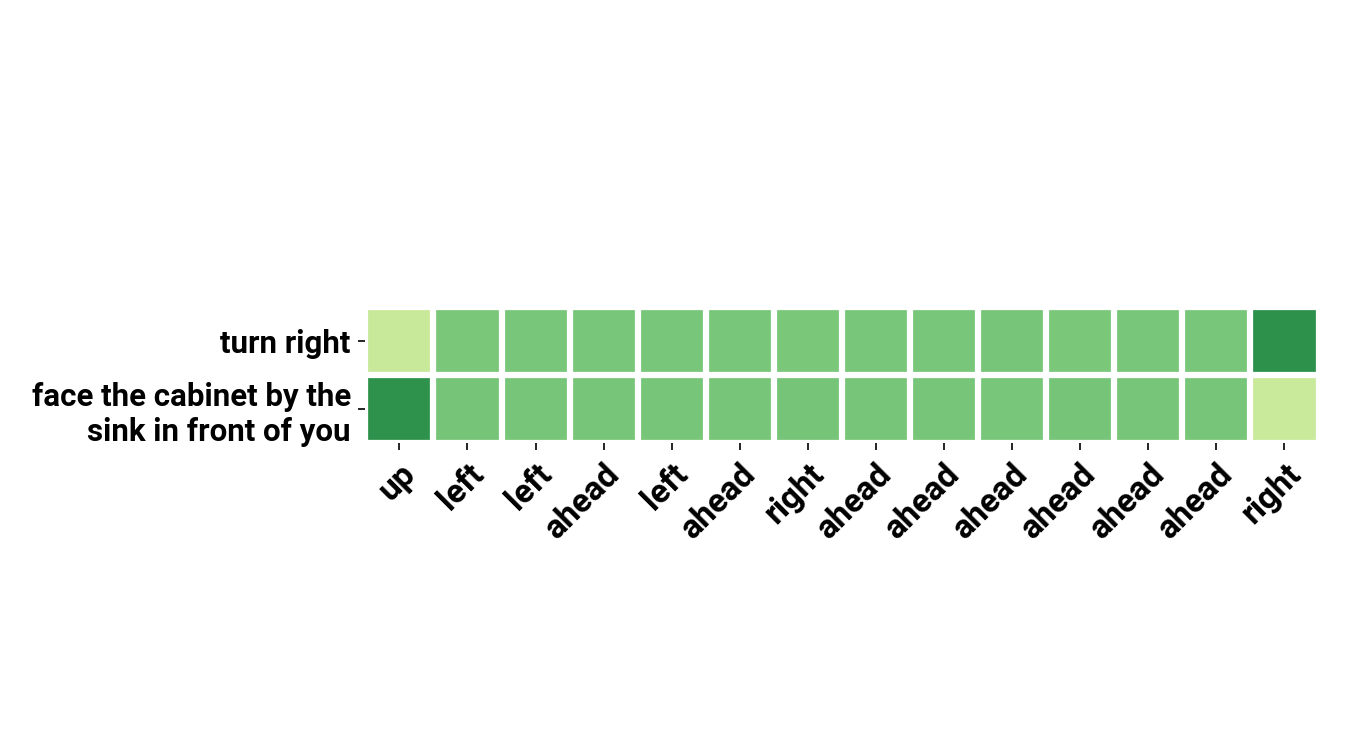 turn right
face the cabinet by the
sink in front of you
up
left
left
ahead
left
ahead
right
ahead
ahead
ahead
ahead
ahead
ahead
right